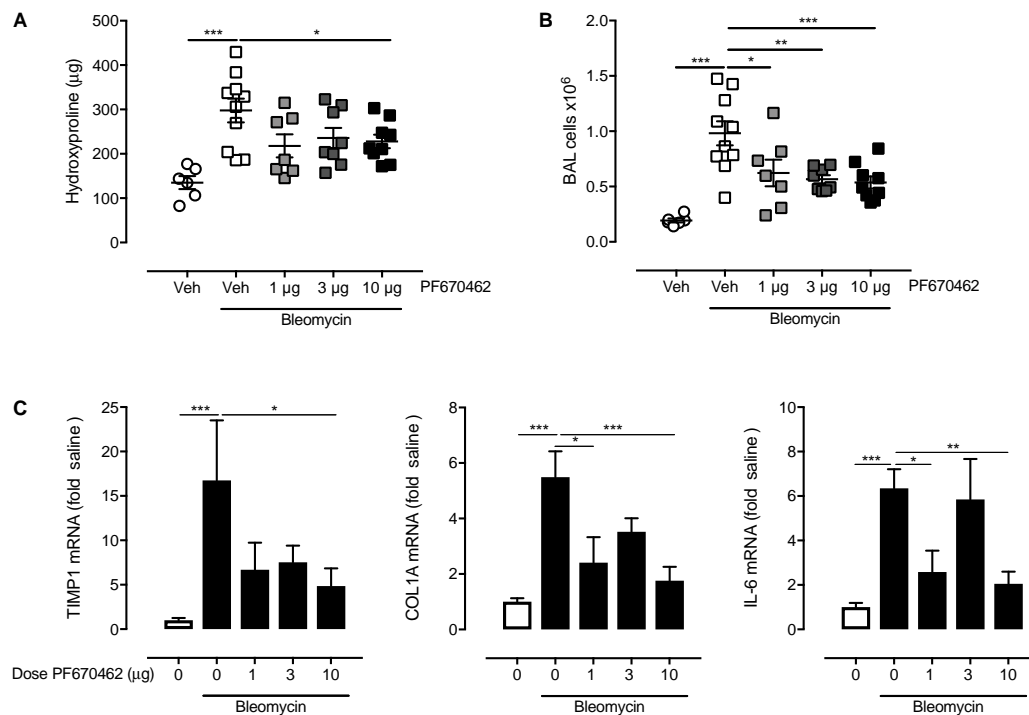 A
Hydroxyproline (µg)
500
400
300
200
100
0
***
*
Veh Veh 1 µg 3 µg 10 µg PF670462
Bleomycin
B
BAL cells x10⁶
2.0
1.5
1.0
0.5
0.0
***
**
*** *
Veh Veh 1 µg 3 µg 10 µg PF670462
Bleomycin
C
TIMP1 mRNA (fold saline )
25
20
15
10
5
0
*** *
0 0 1 3 10
Dose PF670462 (µg)
Bleomycin
COL1A mRNA (fold saline )
8
6
4
2
0
*** ***
*
0 0 1 3 10
Bleomycin
IL-6 mRNA (fold saline )
10
8
6
4
2
0
**
*** *
0 0 1 3 10
Bleomycin